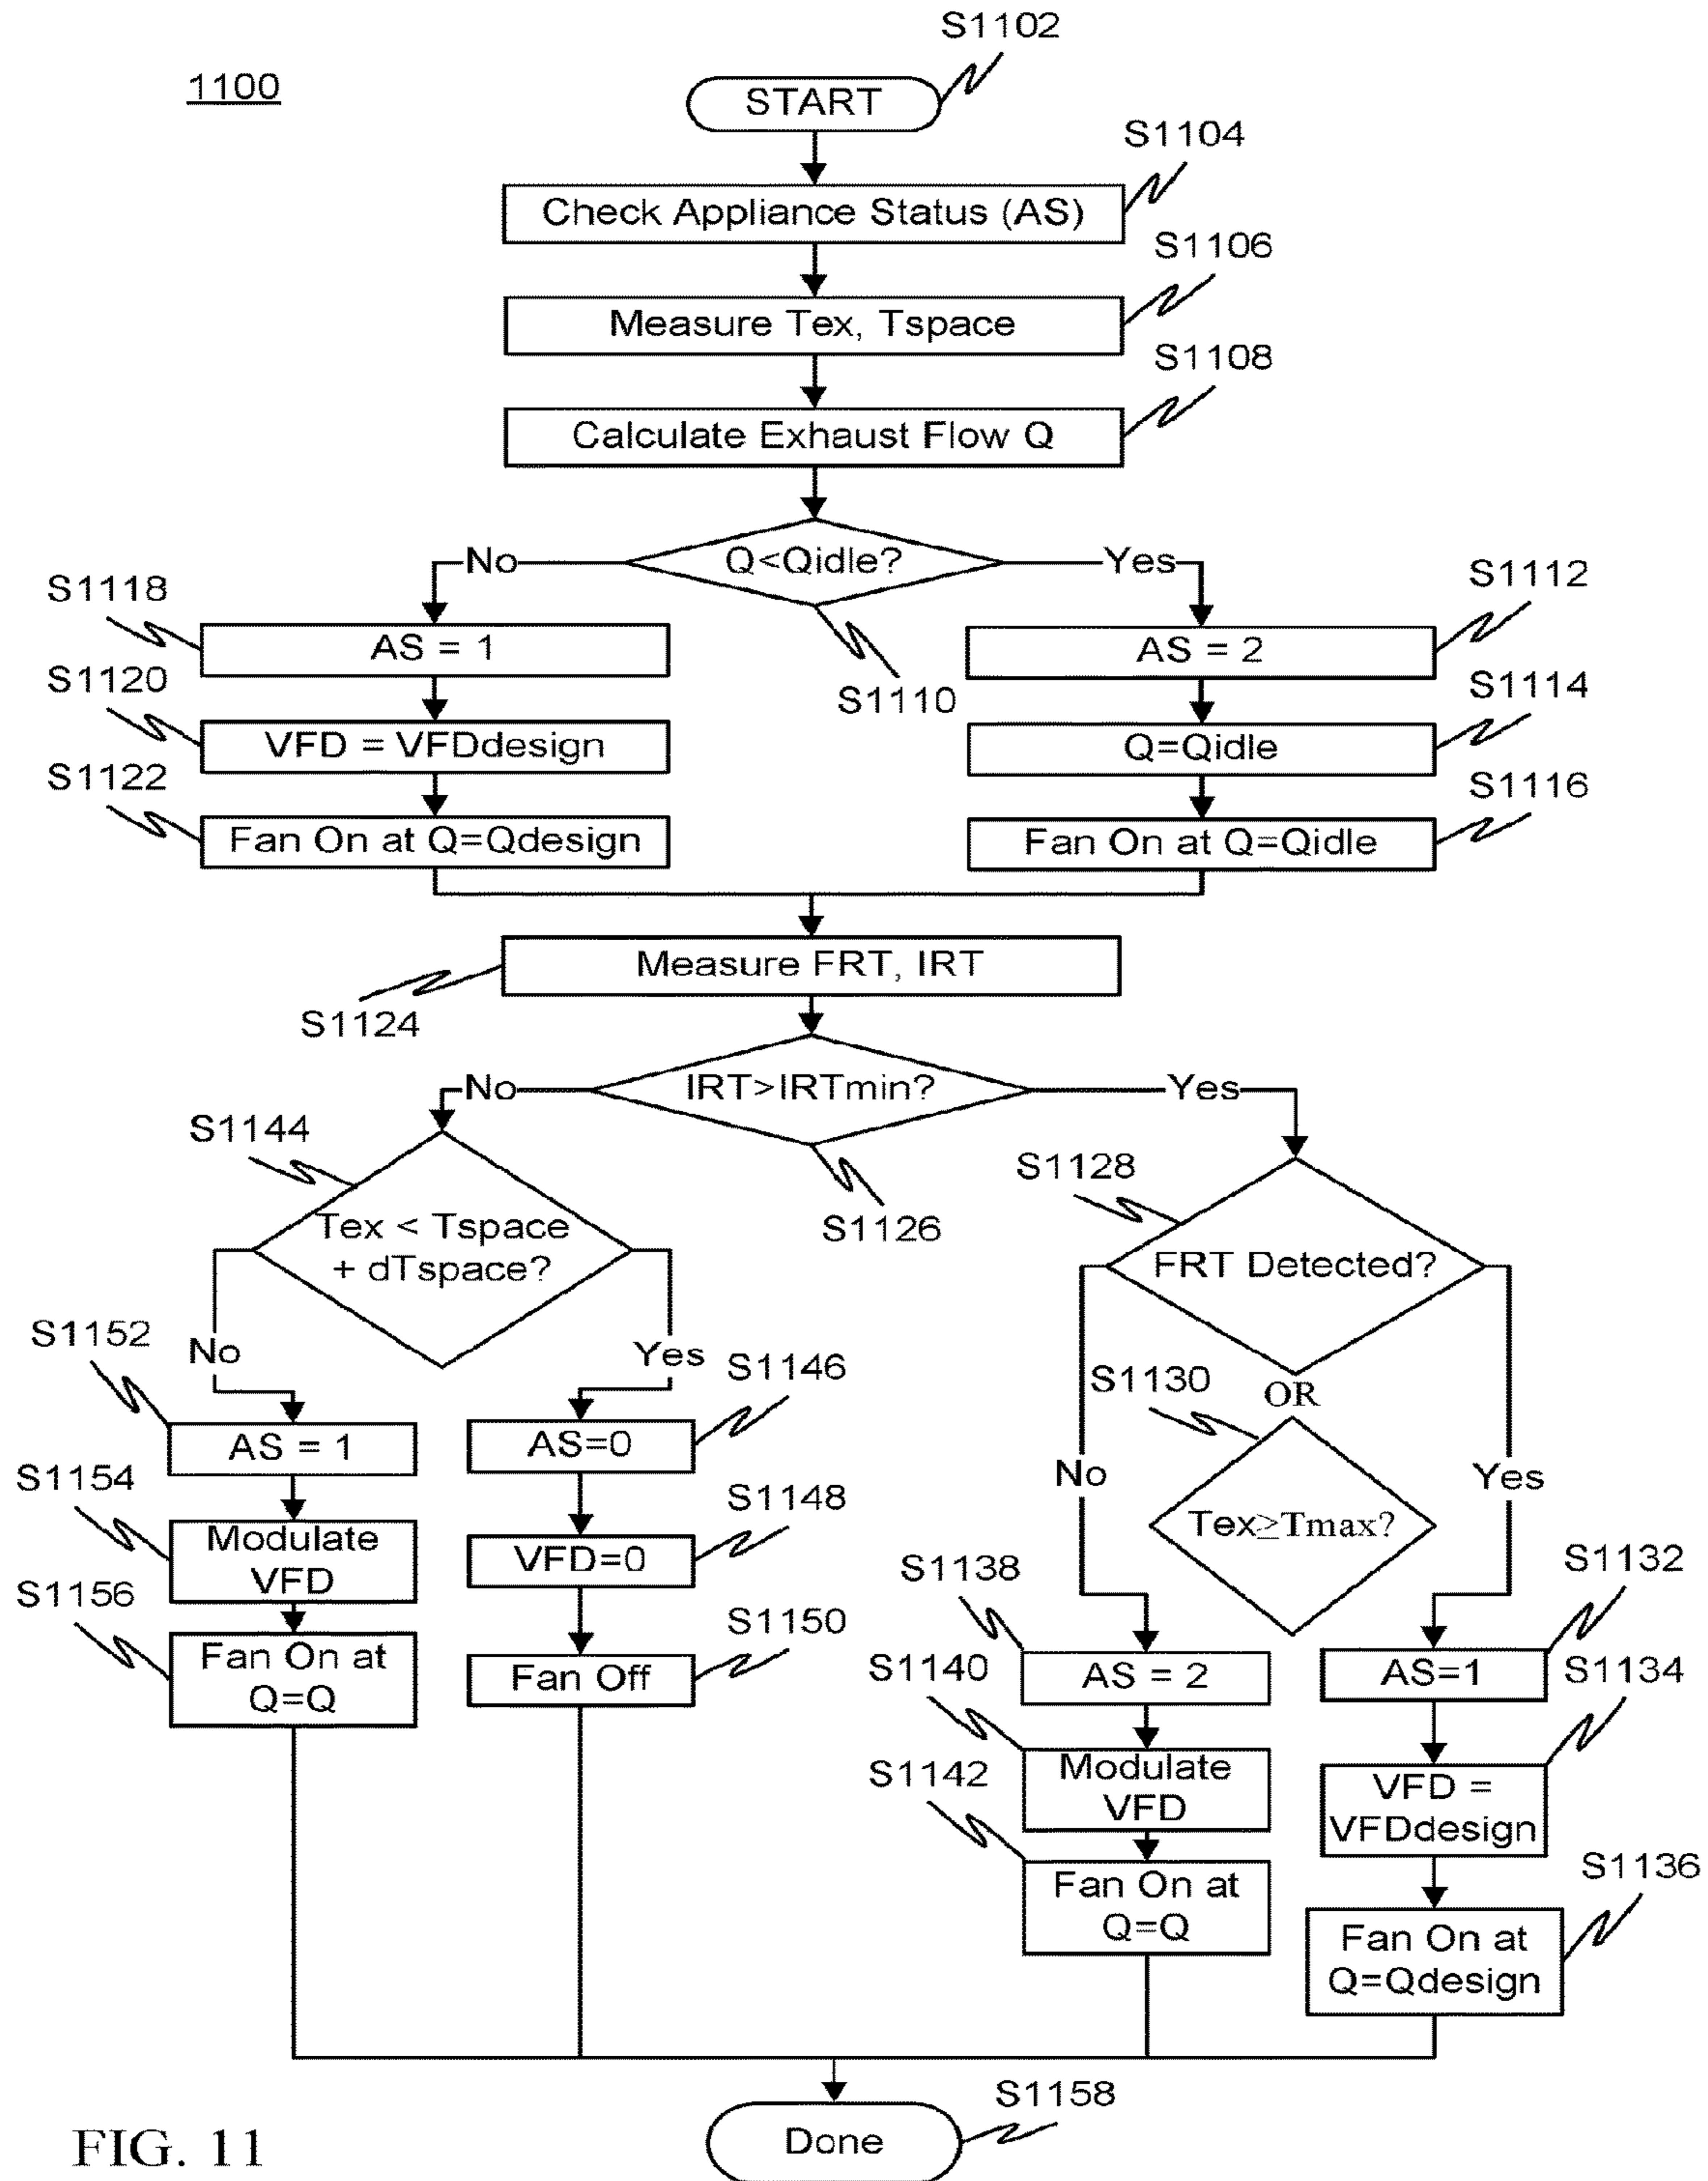 1100
S1102
START
S1104
Check Appliance Status (AS)
S1106
Measure Tex, Tspace
S1108
Calculate Exhaust Flow Q
No
Q<Qidle?
Yes
S1110
S1118
AS = 1
S1112
AS = 2
S1120
VFD = VFDdesign
S1114
Q=Qidle
S1122
Fan On at Q=Qdesign
S1116
Fan On at Q=Qidle
Measure FRT, IRT
S1124
No
IRT>IRTmin?
Yes
S1126
S1144
Tex < Tspace
+ dTspace?
S1128
FRT Detected?
OR
S1130
Tex≥Tmax?
No
Yes
No
Yes
S1152
AS = 1
S1146
AS=0
S1154
Modulate
VFD
S1148
VFD=0
S1156
Fan On at
Q=Q
S1150
Fan Off
S1138
AS = 2
S1132
AS=1
S1140
Modulate
VFD
S1134
VFD =
VFDdesign
S1142
Fan On at
Q=Q
S1136
Fan On at
Q=Qdesign
S1158
Done
FIG. 11